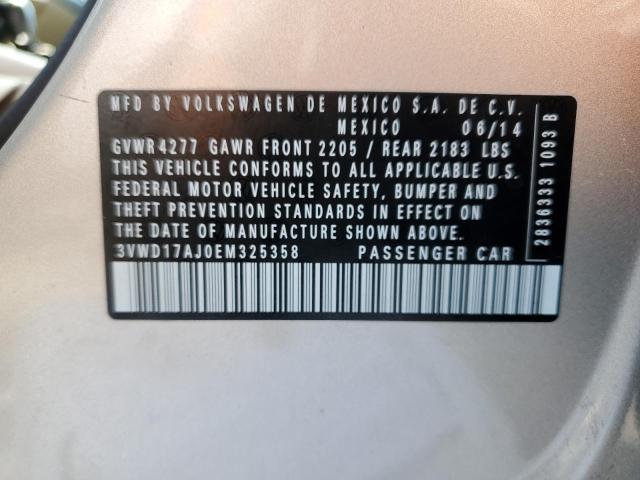 MFD BY VOLKSWAGEN DE MEXICO S.A. DE C.V.
MEXICO 06/14
GVWR 4277 GAWR FRONT 2205 / REAR 2183 LBS
THIS VEHICLE CONFORMS TO ALL APPLICABLE U.S.
FEDERAL MOTOR VEHICLE SAFETY, BUMPER AND
THEFT PREVENTION STANDARDS IN EFFECT ON
THE DATE OF MANUFACTURE SHOWN ABOVE.
3VWD17AJ0EM325358 PASSENGER CAR
2836333 1093 B